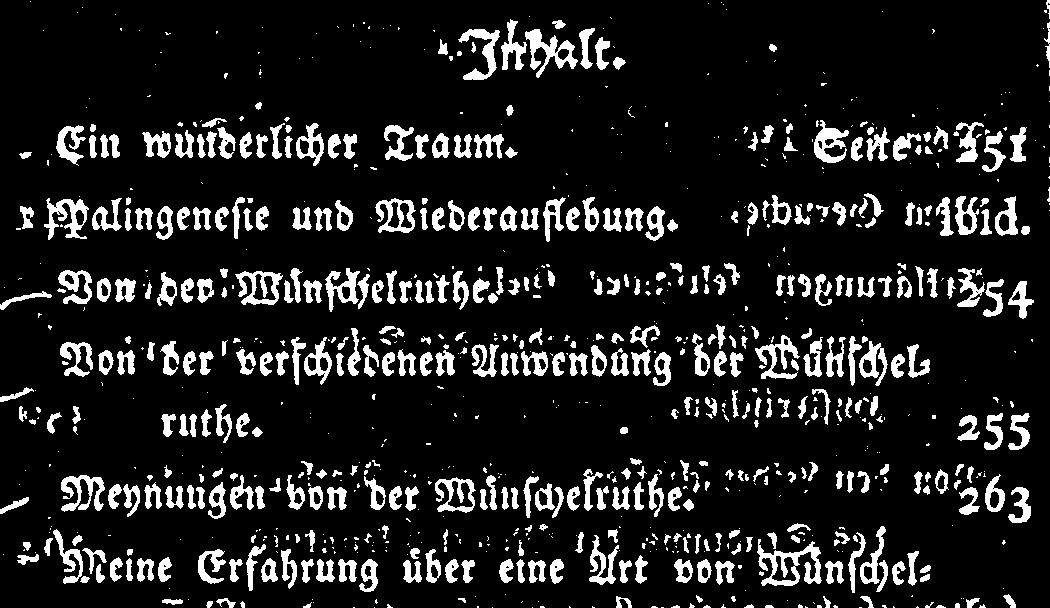 Inhalt.
Ein wunderlicher Traum. Seite 251
Palingenesie und Wiederauflebung. ibid.
Von der Wünschelruthe. 254
Von der verschiedenen Anwendung der Wünschel-
ruthe. 255
Meynungen von der Wünschelruthe. 263
Meine Erfahrung über eine Art von Wünschel-